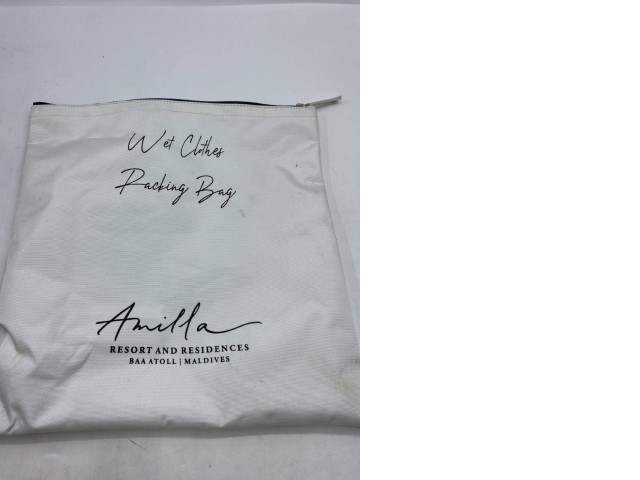 Wet Clothes
Packing Bag
Amilla
RESORT AND RESIDENCES
BAA ATOLL | MALDIVES